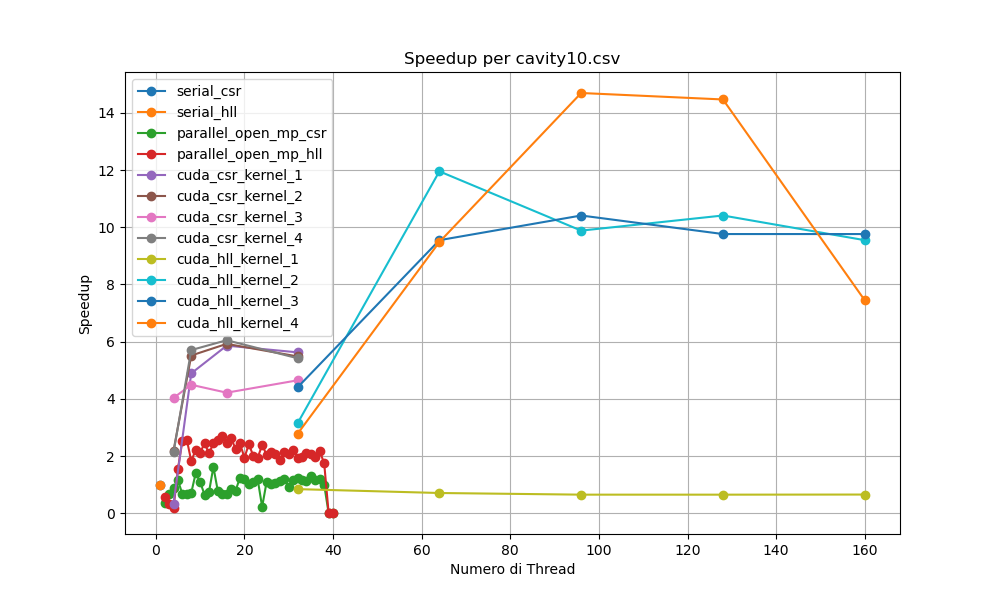 Speedup per cavity10.csv
serial_csr
serial_hll
parallel_open_mp_csr
parallel_open_mp_hll
cuda_csr_kernel_1
cuda_csr_kernel_2
cuda_csr_kernel_3
cuda_csr_kernel_4
cuda_hll_kernel_1
cuda_hll_kernel_2
cuda_hll_kernel_3
cuda_hll_kernel_4
Speedup
14
12
10
8
6
4
2
0
0 20 40 60 80 100 120 140 160
Numero di Thread